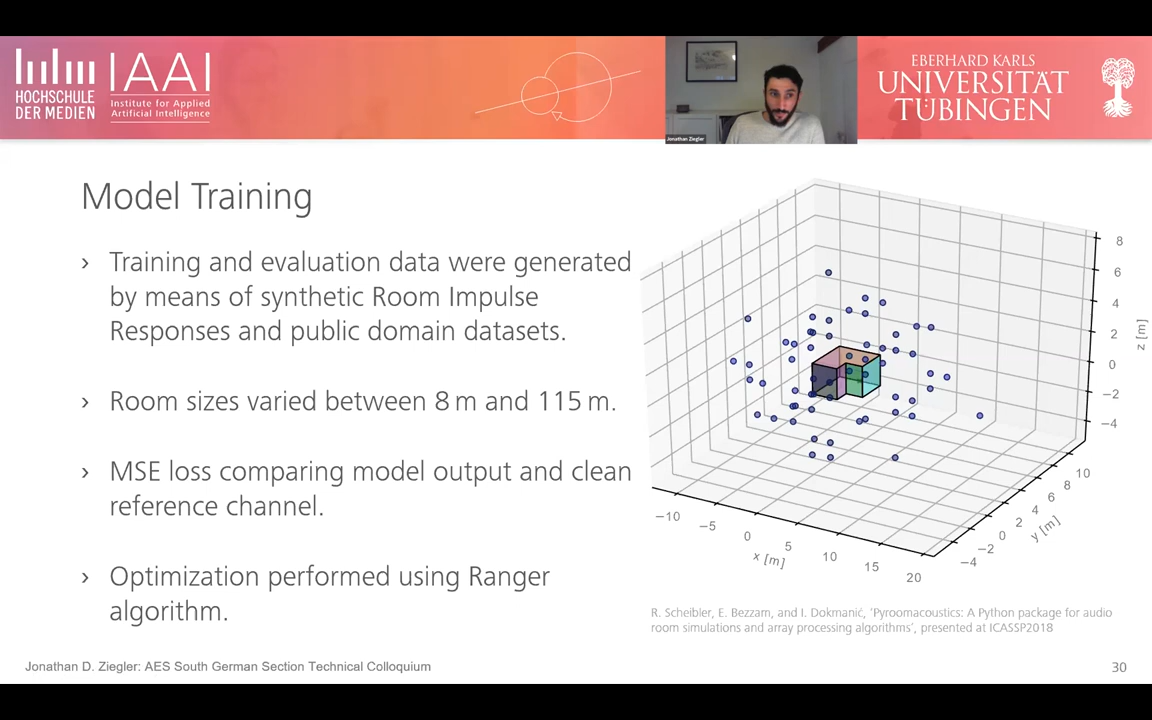 HOCHSCHULE
DER MEDIEN
IAAI
Institute for Applied
Artificial Intelligence
Jonathan Ziegler
EBERHARD KARLS
UNIVERSITÄT
TÜBINGEN
Model Training
› Training and evaluation data were generated
by means of synthetic Room Impulse
Responses and public domain datasets.
› Room sizes varied between 8 m and 115 m.
› MSE loss comparing model output and clean
reference channel.
› Optimization performed using Ranger
algorithm.
8
6
4
2
0
−2
−4
z [m]
10
8
6
4
2
0
−2
−4
y [m]
−10
−5
0
5
10
15
20
x [m]
R. Scheibler, E. Bezzam, and I. Dokmanić, 'Pyroomacoustics: A Python package for audio
room simulations and array processing algorithms', presented at ICASSP2018
Jonathan D. Ziegler: AES South German Section Technical Colloquium
30